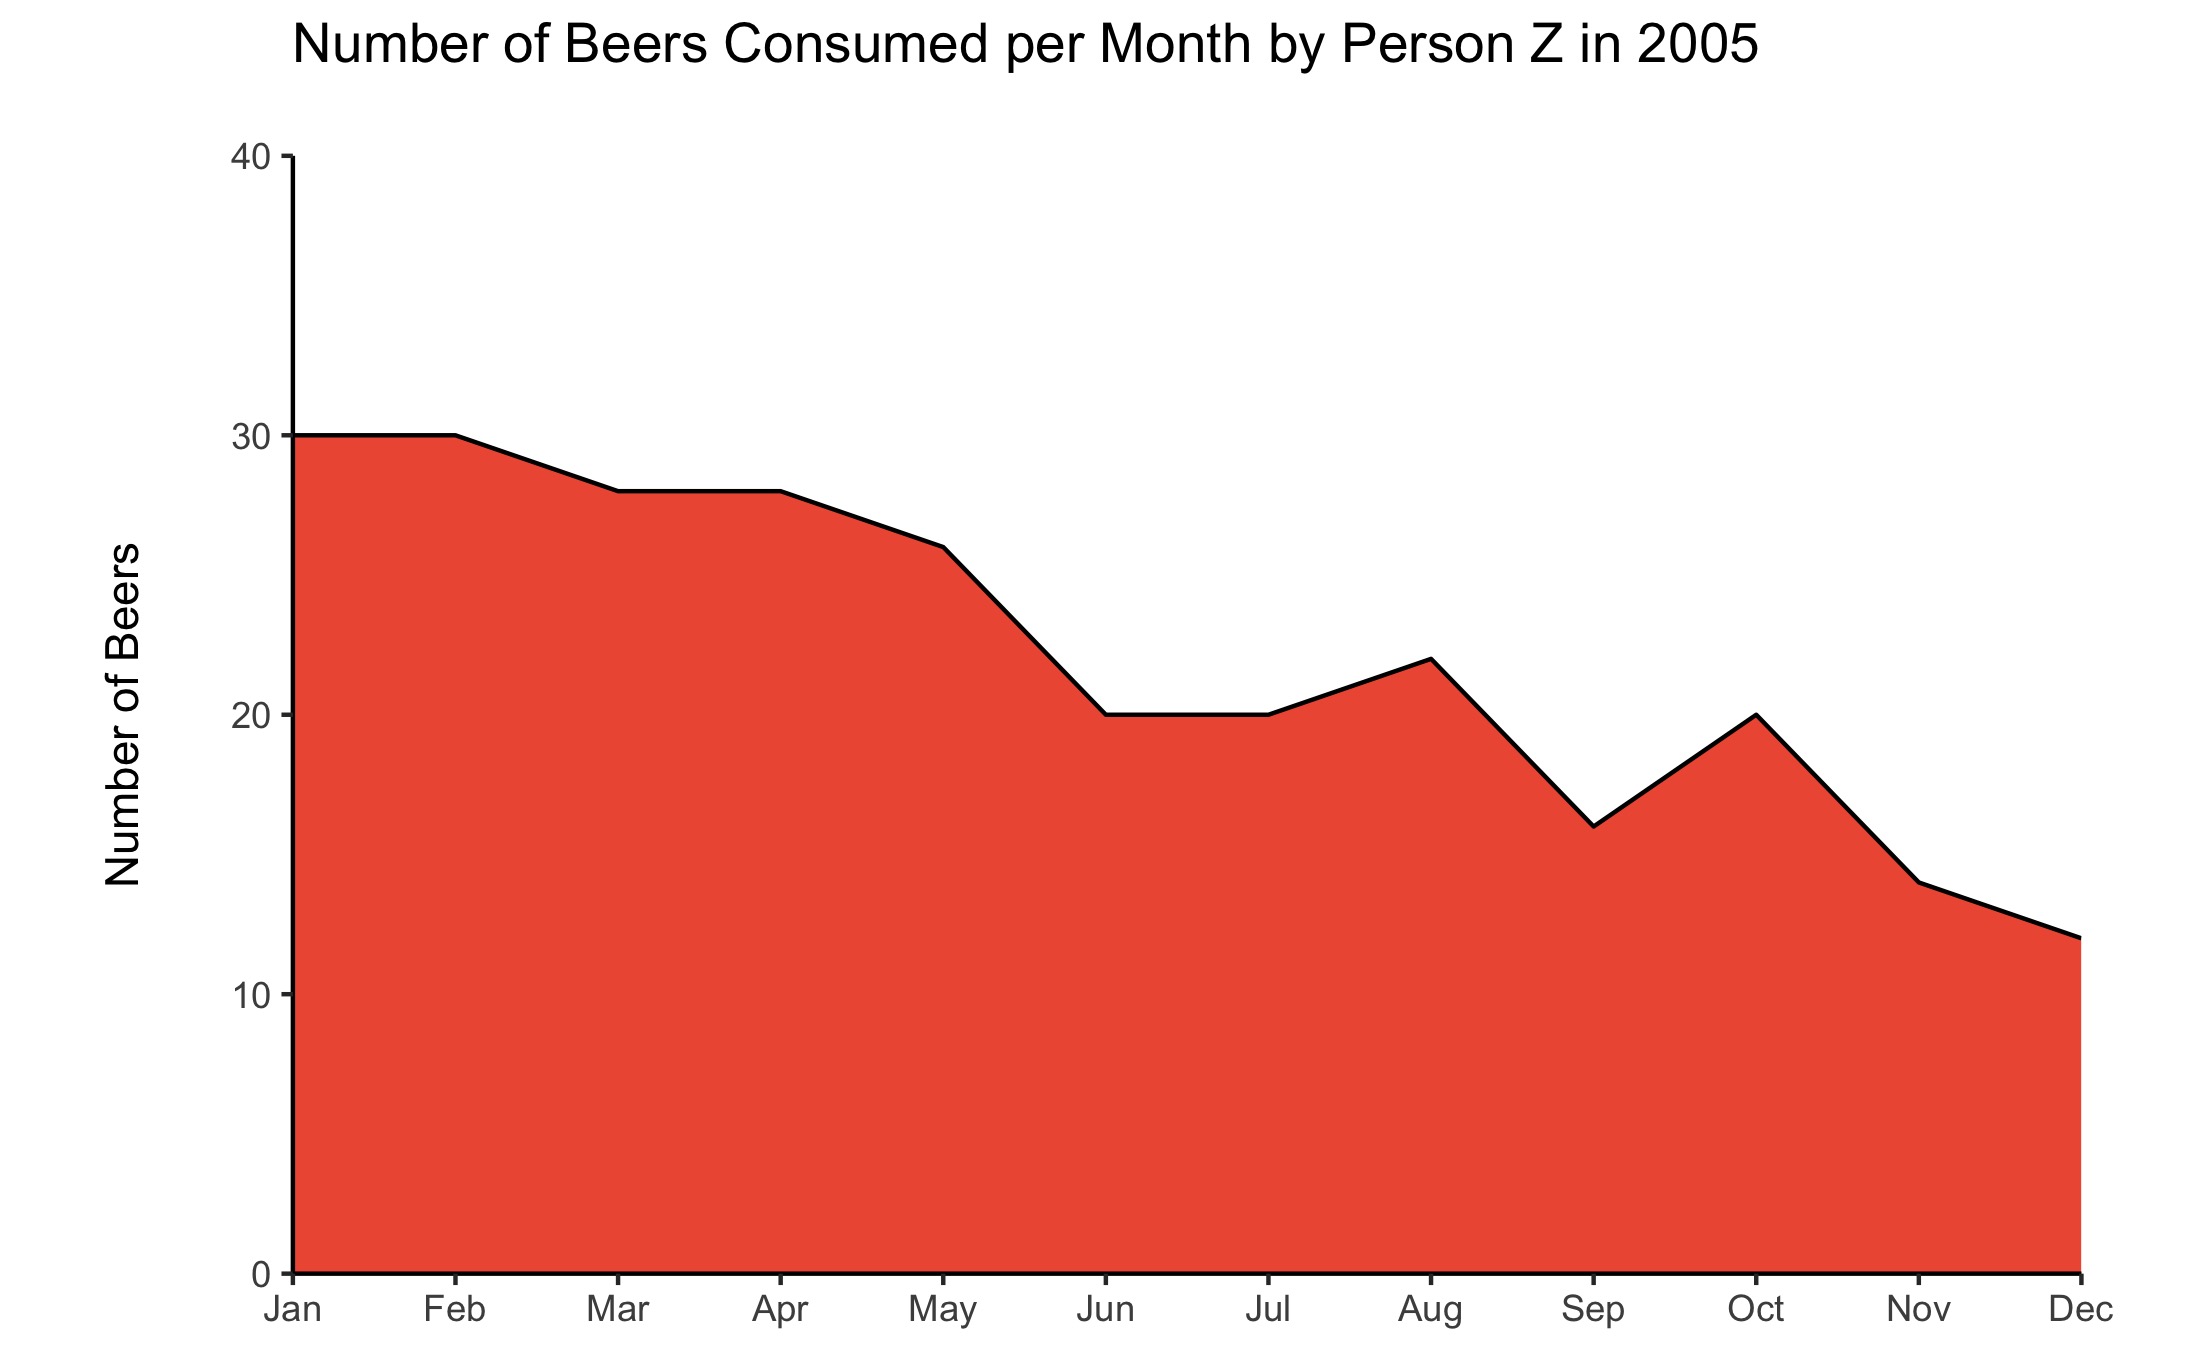 Number of Beers Consumed per Month by Person Z in 2005
Number of Beers
40
30
20
10
0
Jan Feb Mar Apr May Jun Jul Aug Sep Oct Nov Dec